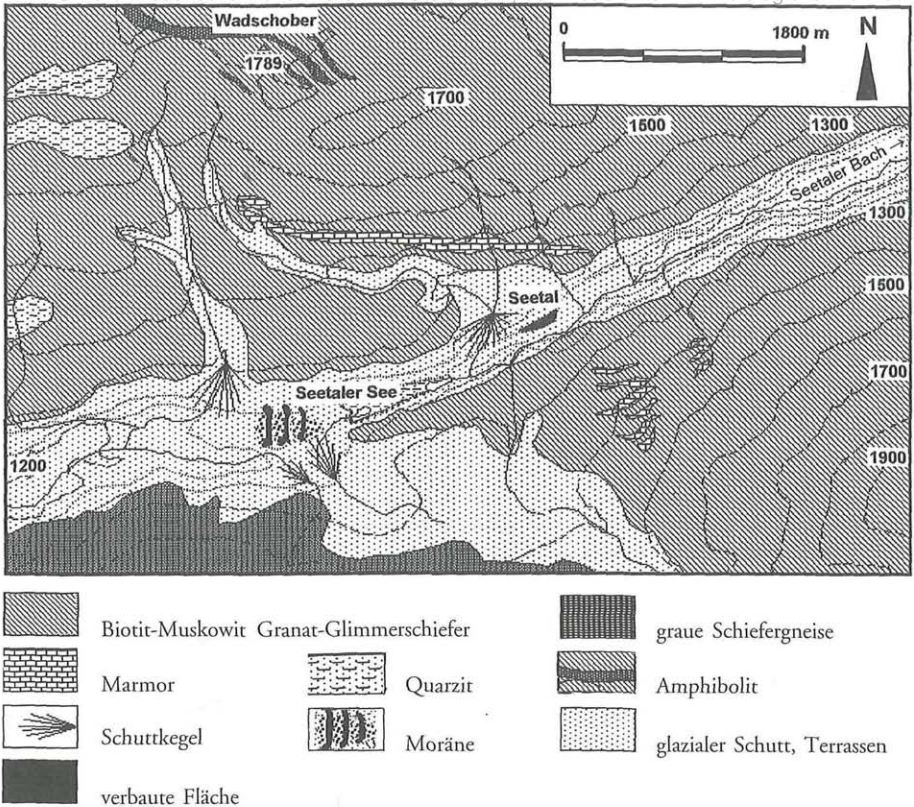 Wadschober
0
1800 m
N
1789
1700
1500
1300
Seetaler Bach
1300
1500
Seetal
1700
Seetaler See
1200
1900
Biotit-Muskowit Granat-Glimmerschiefer
graue Schiefergneise
Marmor
Quarzit
Amphibolit
Schuttkegel
Moräne
glazialer Schutt, Terrassen
verbaute Fläche